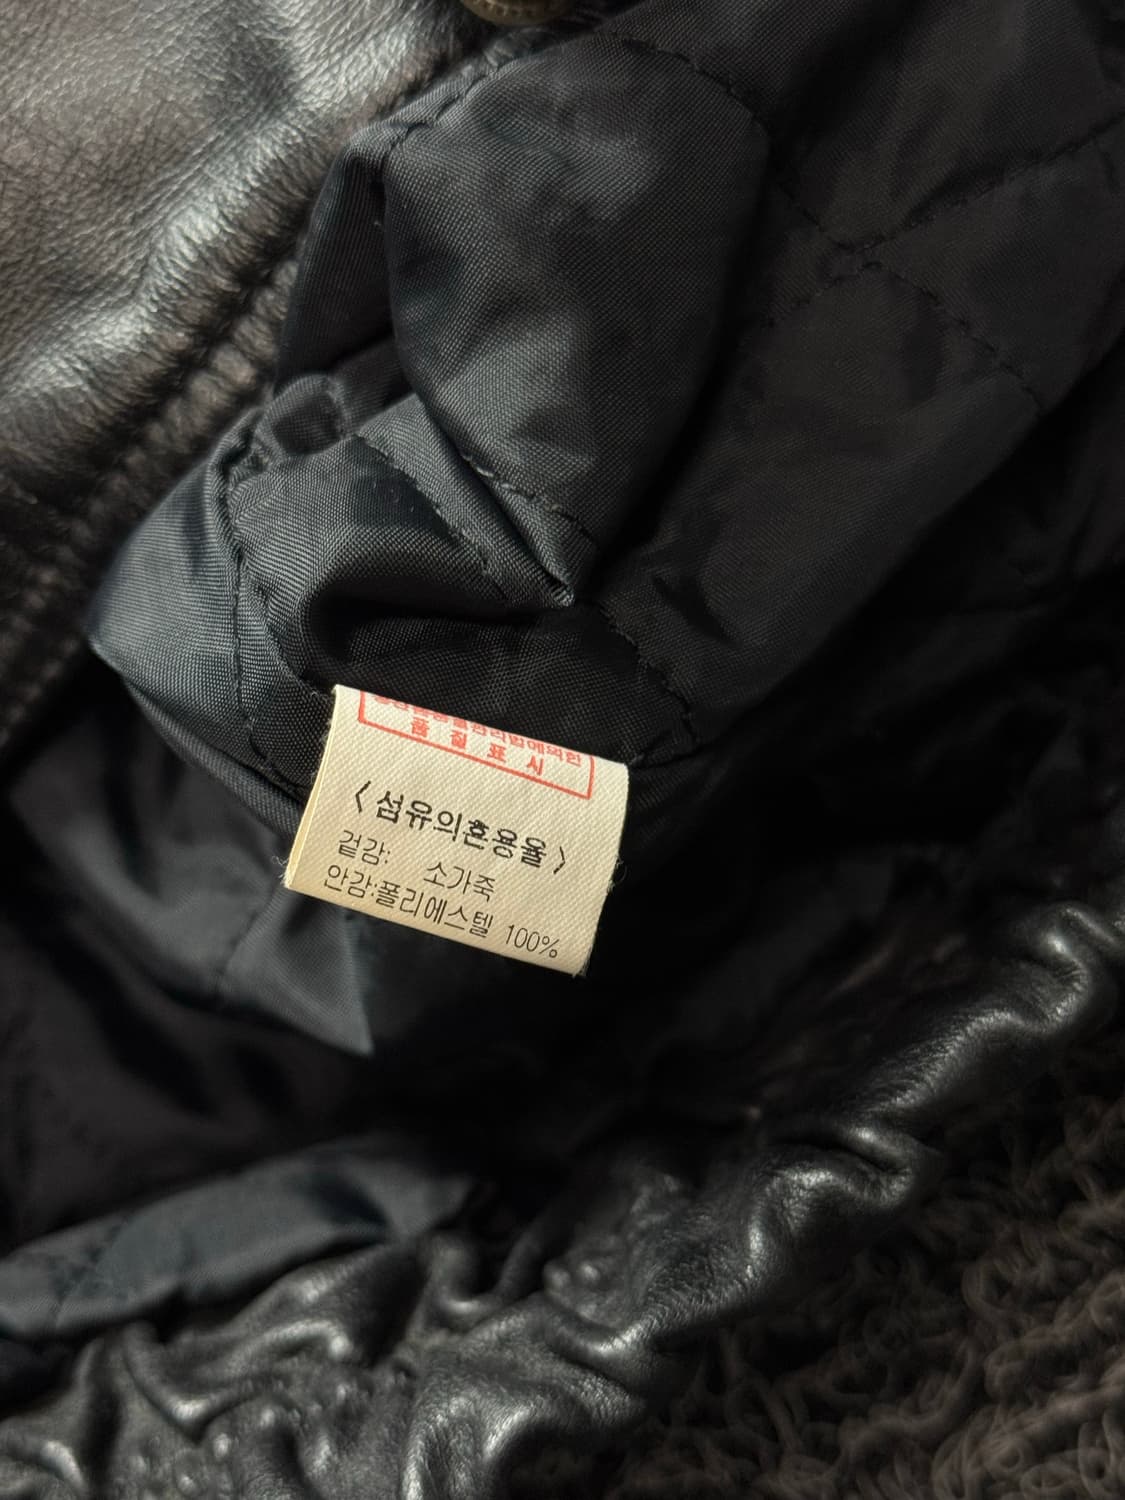 품 질 표 시
<섬유의혼용율>
겉감: 소가죽
안감:폴리에스텔 100%